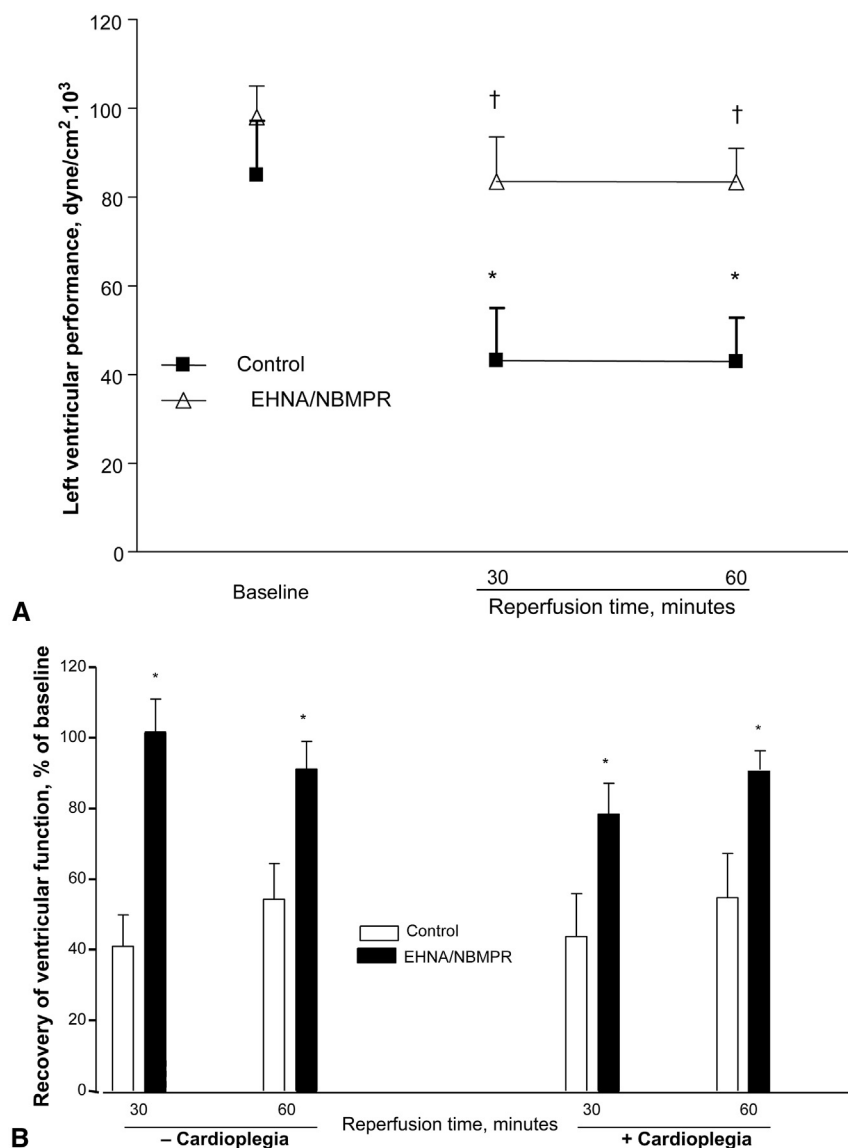 Left ventricular performance, dyne/cm².10³
120
100
80
60
40
20
0
†
†
*
*
Control
EHNA/NBMPR
Baseline
30
60
Reperfusion time, minutes
A
Recovery of ventricular function, % of baseline
120
100
80
60
40
20
0
*
*
*
*
Control
EHNA/NBMPR
30
60
Reperfusion time, minutes
30
60
– Cardioplegia
+ Cardioplegia
B